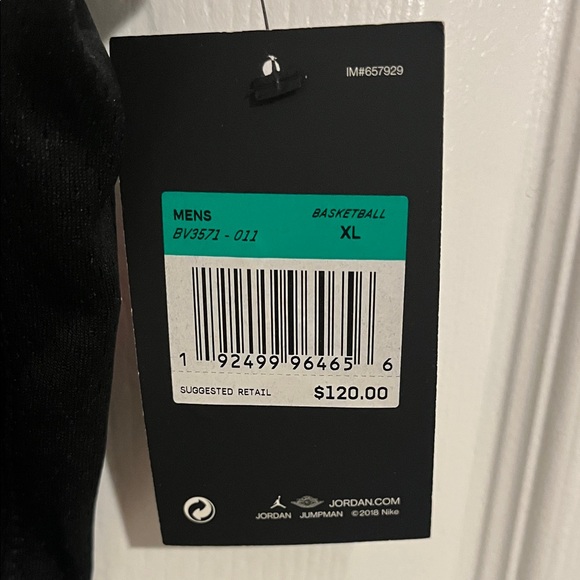 IM#657929
MENS BASKETBALL
BV3571 - 011 XL
1 92499 96465 6
SUGGESTED RETAIL $120.00
JORDAN.COM
JORDAN JUMPMAN ©2018 Nike